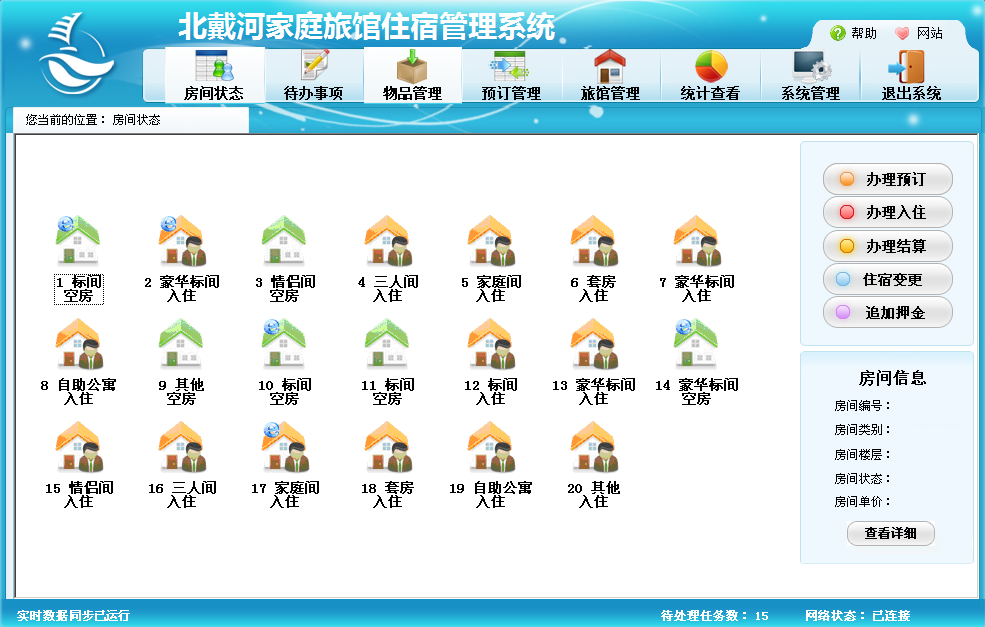 北戴河家庭旅馆住宿管理系统
帮助 网站
房间状态 待办事项 物品管理 预订管理 旅馆管理 统计查看 系统管理 退出系统
您当前的位置： 房间状态
1 标间
空房
2 豪华标间
入住
3 情侣间
空房
4 三人间
入住
5 家庭间
入住
6 套房
入住
7 豪华标间
入住
8 自助公寓
入住
9 其他
空房
10 标间
空房
11 标间
空房
12 标间
入住
13 豪华标间
入住
14 豪华标间
空房
15 情侣间
入住
16 三人间
入住
17 家庭间
入住
18 套房
入住
19 自助公寓
入住
20 其他
入住
办理预订
办理入住
办理结算
住宿变更
追加押金
房间信息
房间编号：
房间类别：
房间楼层：
房间状态：
房间单价：
查看详细
实时数据同步已运行 待处理任务数： 15 网络状态： 已连接